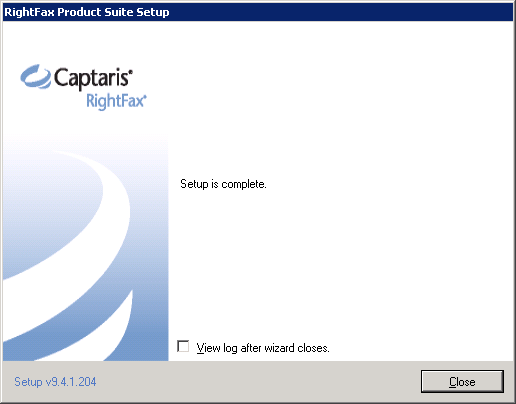 RightFax Product Suite Setup
Captaris
RightFax
Setup is complete.
View log after wizard closes.
Setup v9.4.1.204
Close